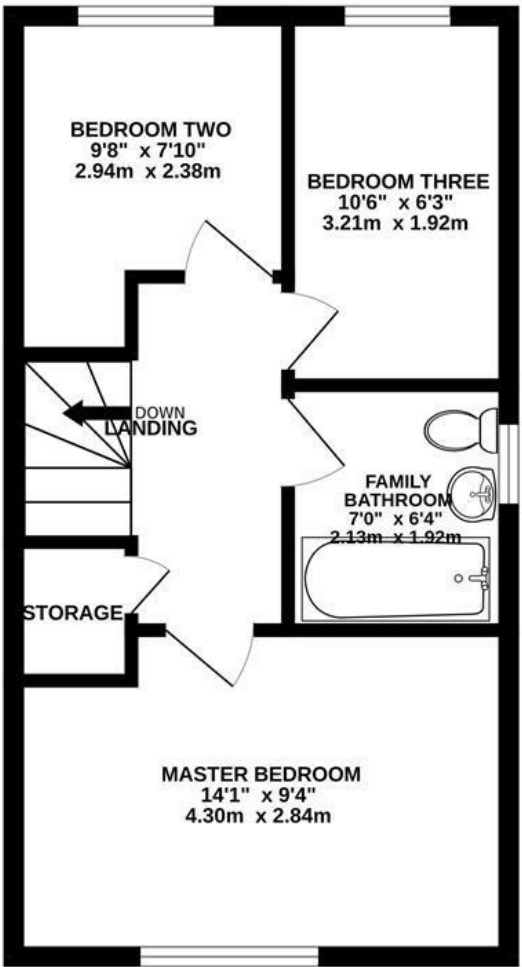 BEDROOM TWO
9'8" x 7'10"
2.94m x 2.38m
BEDROOM THREE
10'6" x 6'3"
3.21m x 1.92m
DOWN
LANDING
FAMILY
BATHROOM
7'0" x 6'4"
2.13m x 1.92m
STORAGE
MASTER BEDROOM
14'1" x 9'4"
4.30m x 2.84m